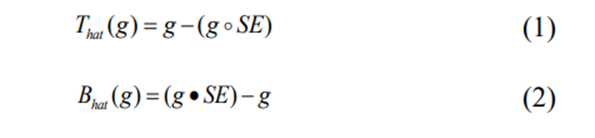 T_hat(g) = g − (g ∘ SE) (1)
B_hat(g) = (g • SE) − g (2)